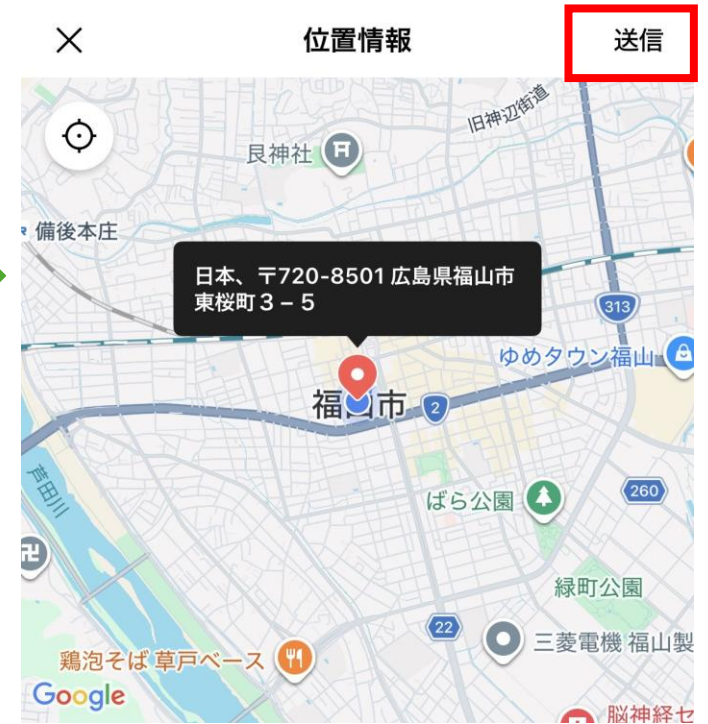 位置情報
送信
旧神辺街道
艮神社
備後本庄
日本、〒720-8501 広島県福山市
東桜町３－５
313
ゆめタウン福山
福山市
2
ばら公園
260
芦田川
緑町公園
22
三菱電機 福山製
鶏泡そば 草戸ベース
Google
脳神経セ